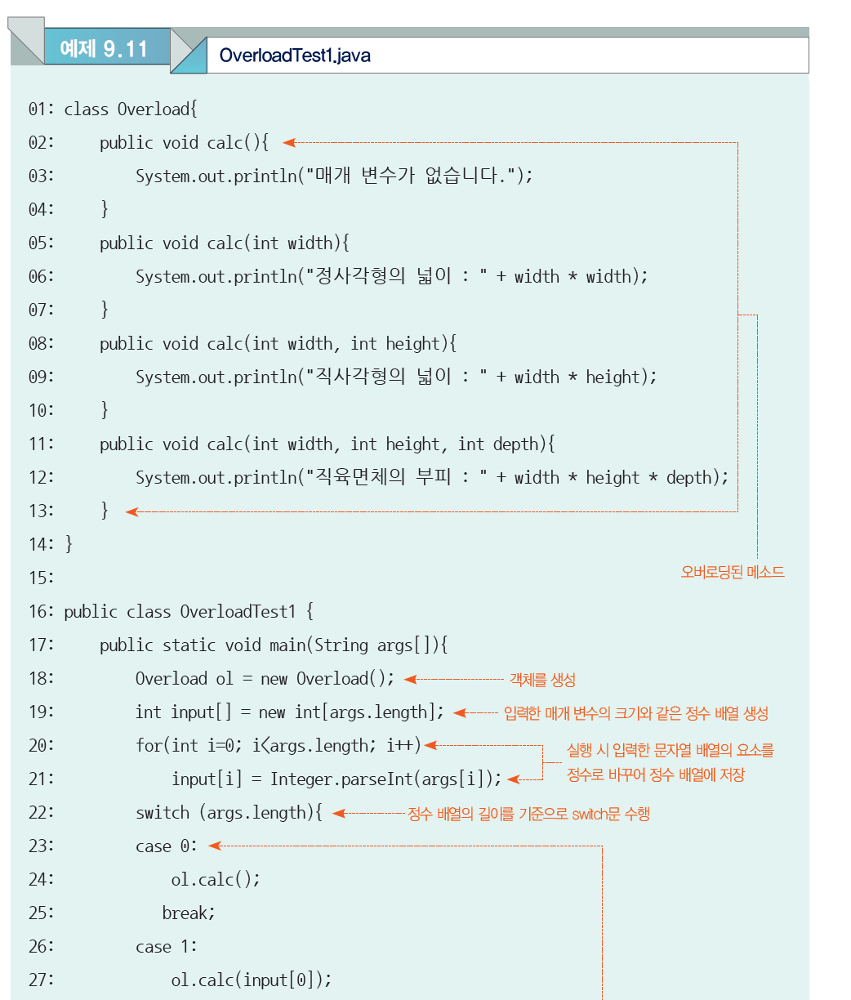 예제 9.11
OverloadTest1.java
01: class Overload{
02: public void calc(){
03: System.out.println("매개 변수가 없습니다.");
04: }
05: public void calc(int width){
06: System.out.println("정사각형의 넓이 : " + width * width);
07: }
08: public void calc(int width, int height){
09: System.out.println("직사각형의 넓이 : " + width * height);
10: }
11: public void calc(int width, int height, int depth){
12: System.out.println("직육면체의 부피 : " + width * height * depth);
13: }
14: }
오버로딩된 메소드
15:
16: public class OverloadTest1 {
17: public static void main(String args[]){
18: Overload ol = new Overload(); 객체를 생성
19: int input[] = new int[args.length]; 입력한 매개 변수의 크기와 같은 정수 배열 생성
20: for(int i=0; i<args.length; i++) 실행 시 입력한 문자열 배열의 요소를
21: input[i] = Integer.parseInt(args[i]); 정수로 바꾸어 정수 배열에 저장
22: switch (args.length){ 정수 배열의 길이를 기준으로 switch문 수행
23: case 0:
24: ol.calc();
25: break;
26: case 1:
27: ol.calc(input[0]);